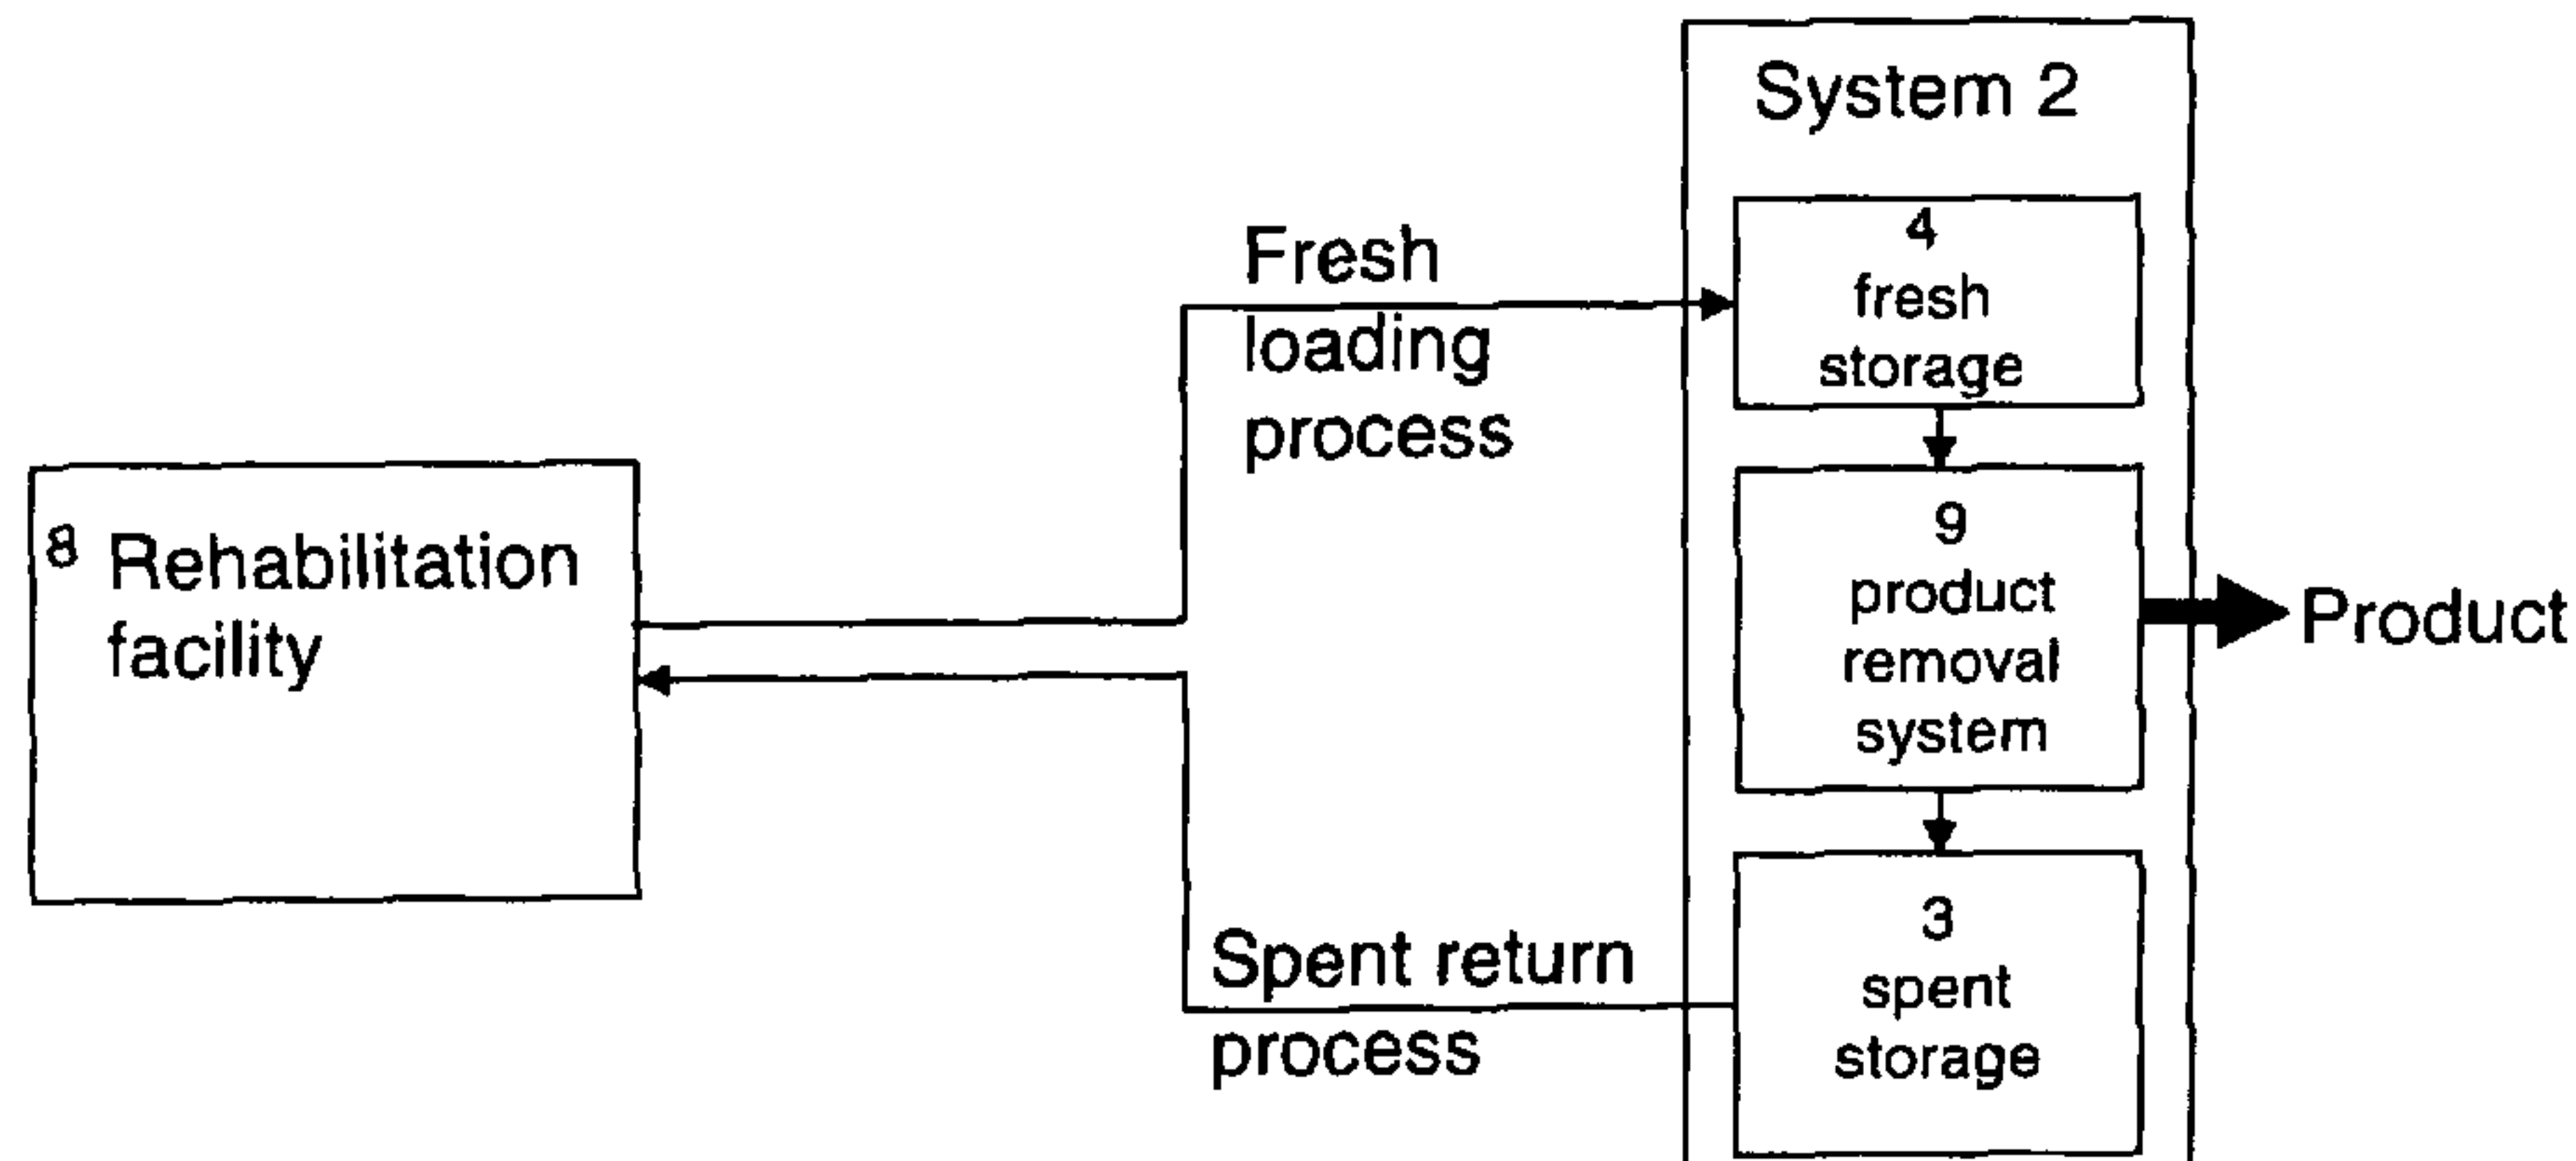 System 2
4
fresh
storage
Fresh
loading
process
9
product
removal
system
Product
8 Rehabilitation
facility
3
spent
storage
Spent return
process